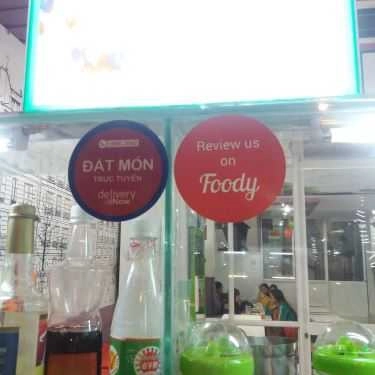 ĐẶT MÓN
TRỰC TUYẾN
delivery
Now
Review us
on
Foody